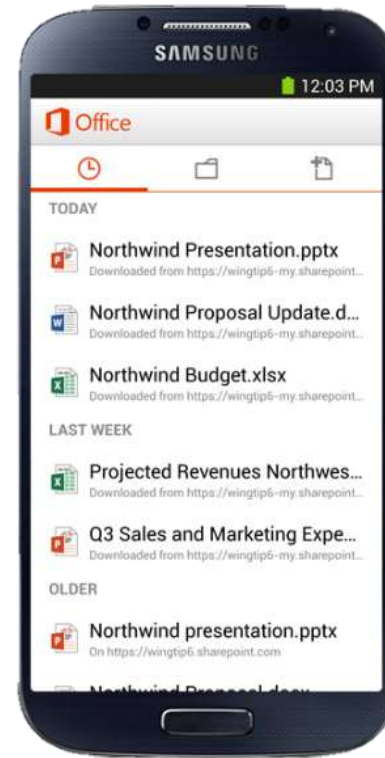 SAMSUNG
12:03 PM
Office
TODAY
Northwind Presentation.pptx
Downloaded from https://wingtip6-my.sharepoint...
Northwind Proposal Update.d...
Downloaded from https://wingtip6-my.sharepoint...
Northwind Budget.xlsx
Downloaded from https://wingtip6-my.sharepoint...
LAST WEEK
Projected Revenues Northwes...
Downloaded from https://wingtip6-my.sharepoint...
Q3 Sales and Marketing Expe...
Downloaded from https://wingtip6-my.sharepoint...
OLDER
Northwind presentation.pptx
On https://wingtip6.sharepoint.com
Northwind Proposal.docx